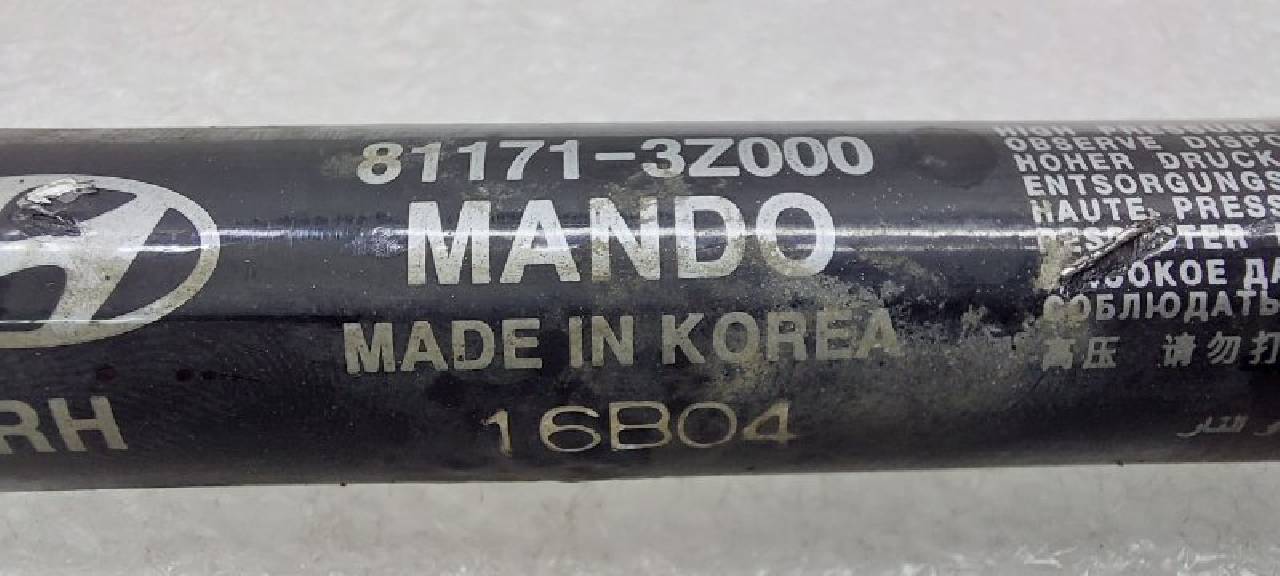 81171-3Z000
MANDO
MADE IN KOREA
16B04
RH
HIGH
OBSERVE DISPO
HOHER DRUCK
ENTSORGUNGS
HAUTE PRESS
СОБЛЮДАТЬ
高压 请勿打